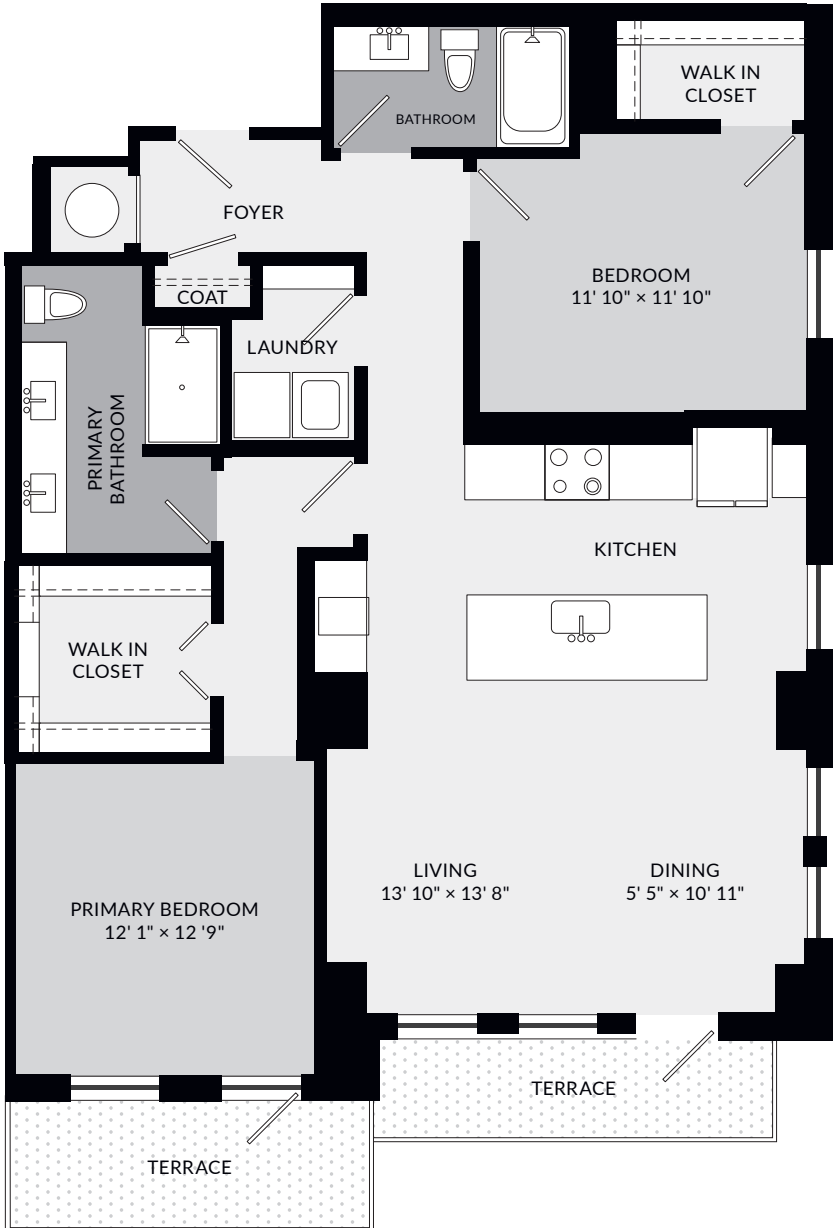 WALK IN
CLOSET
BATHROOM
FOYER
BEDROOM
11' 10" × 11' 10"
COAT
LAUNDRY
PRIMARY
BATHROOM
KITCHEN
WALK IN
CLOSET
LIVING
13' 10" × 13' 8"
DINING
5' 5" × 10' 11"
PRIMARY BEDROOM
12' 1" × 12 '9"
TERRACE
TERRACE